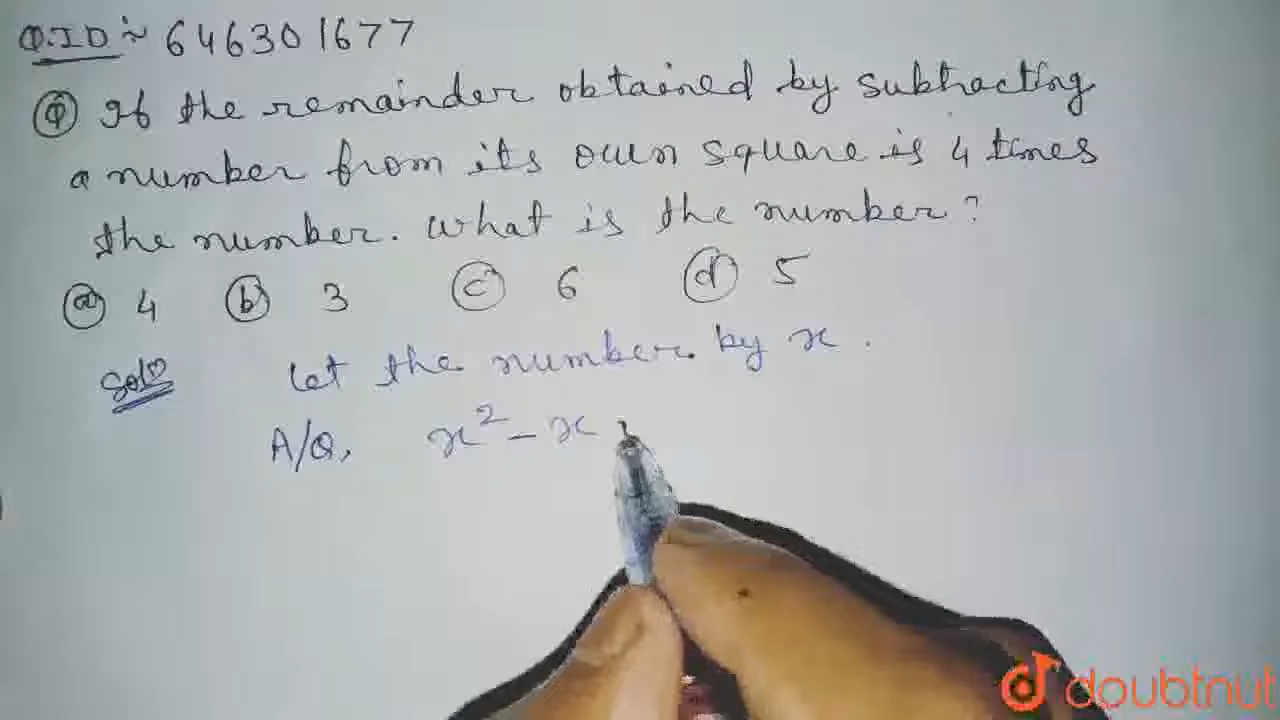 Q.ID ~ 646301677
Q If the remainder obtained by subtracting
a number from its own square is 4 times
the number. What is the number?
a 4 b 3 c 6 d 5
Sol? let the number by x.
A/Q, x² - x
doubtnut